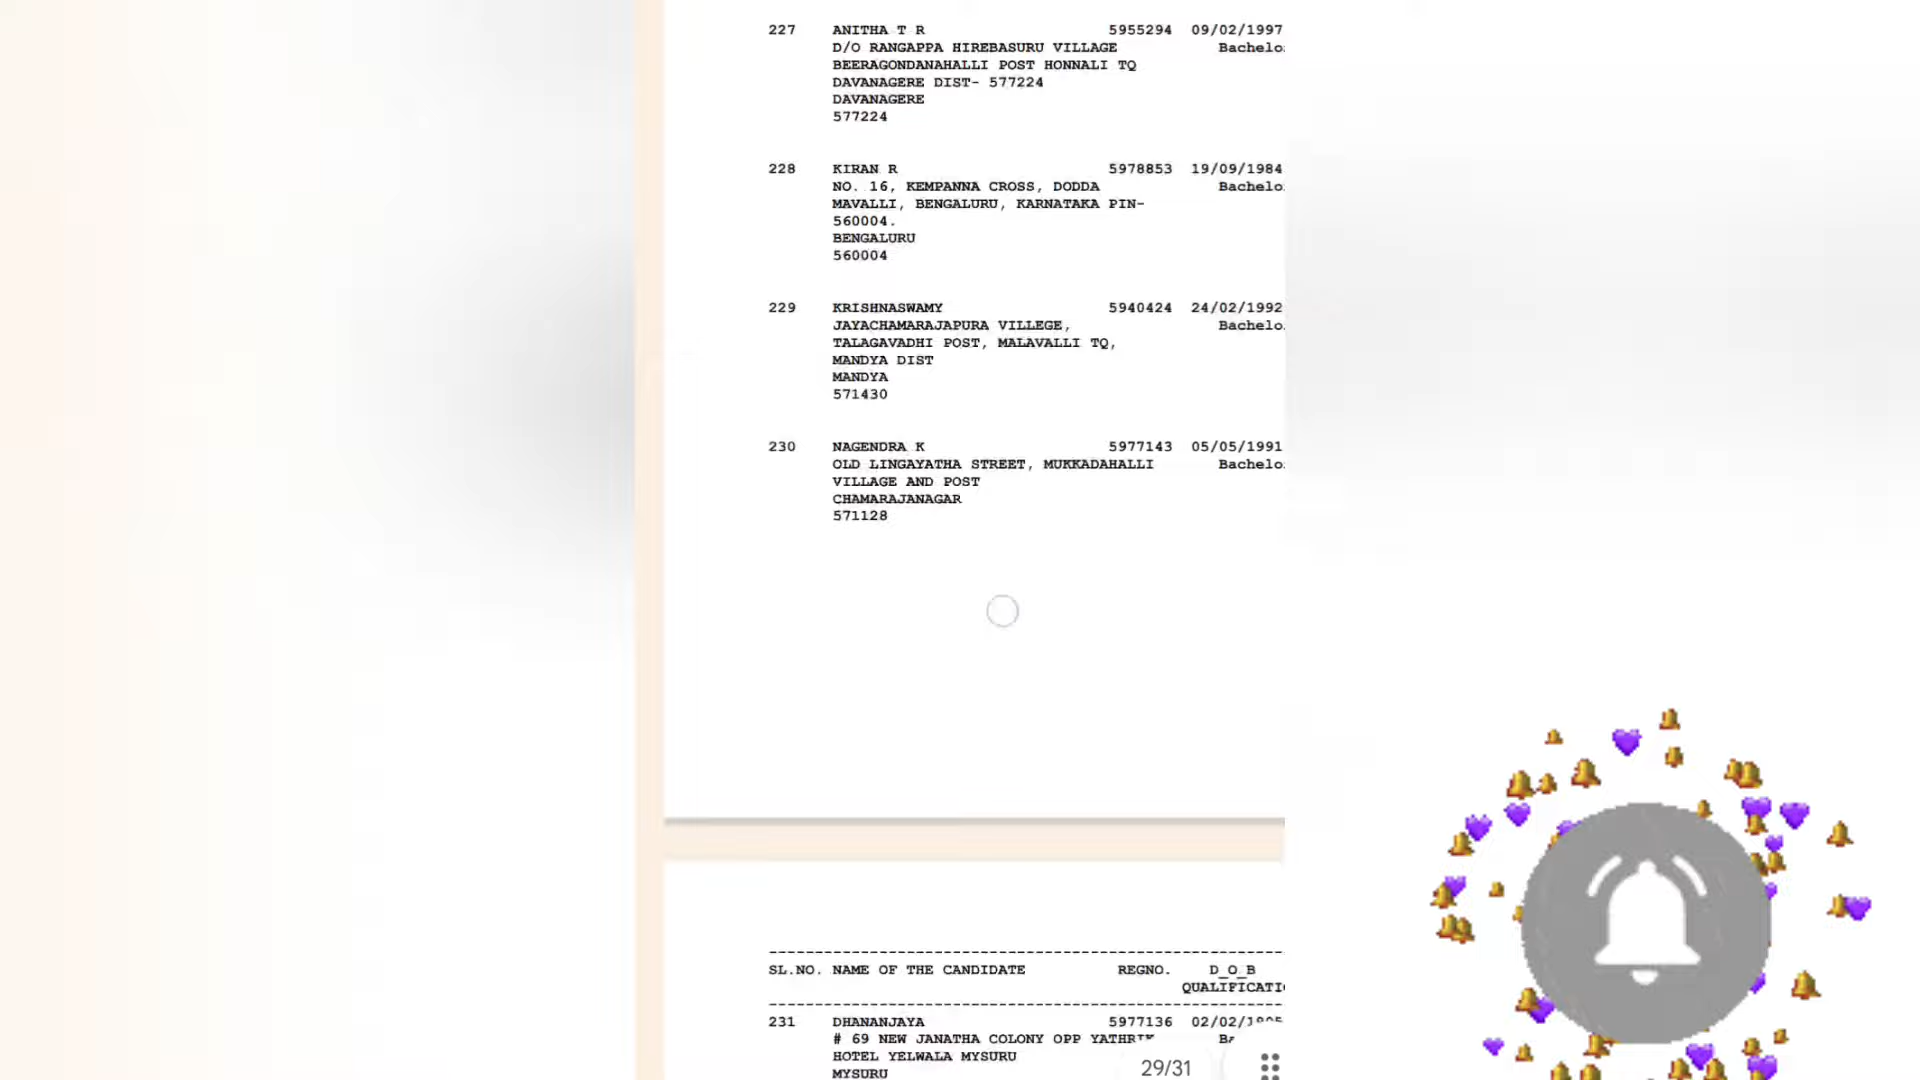 227 ANITHA T R 5955294 09/02/1997
D/O RANGAPPA HIREBASURU VILLAGE
BEERAGONDANAHALLI POST HONNALI TQ
DAVANAGERE DIST- 577224
DAVANAGERE
577224
228 KIRAN R 5978853 19/09/1984
NO. 16, KEMPANNA CROSS, DODDA
MAVALLI, BENGALURU, KARNATAKA PIN-
560004.
BENGALURU
560004
229 KRISHNASWAMY 5940424 24/02/1992
JAYACHAMARAJAPURA VILLEGE,
TALAGAVADHI POST, MALAVALLI TQ,
MANDYA DIST
MANDYA
571430
230 NAGENDRA K 5977143 05/05/1991
OLD LINGAYATHA STREET, MUKKADAHALLI
VILLAGE AND POST
CHAMARAJANAGAR
571128
SL.NO. NAME OF THE CANDIDATE REGNO. D_O_B
231 DHANANJAYA 5977136
# 69 NEW JANATHA COLONY OPP
HOTEL YELWALA MYSURU
MYSURU
29/31